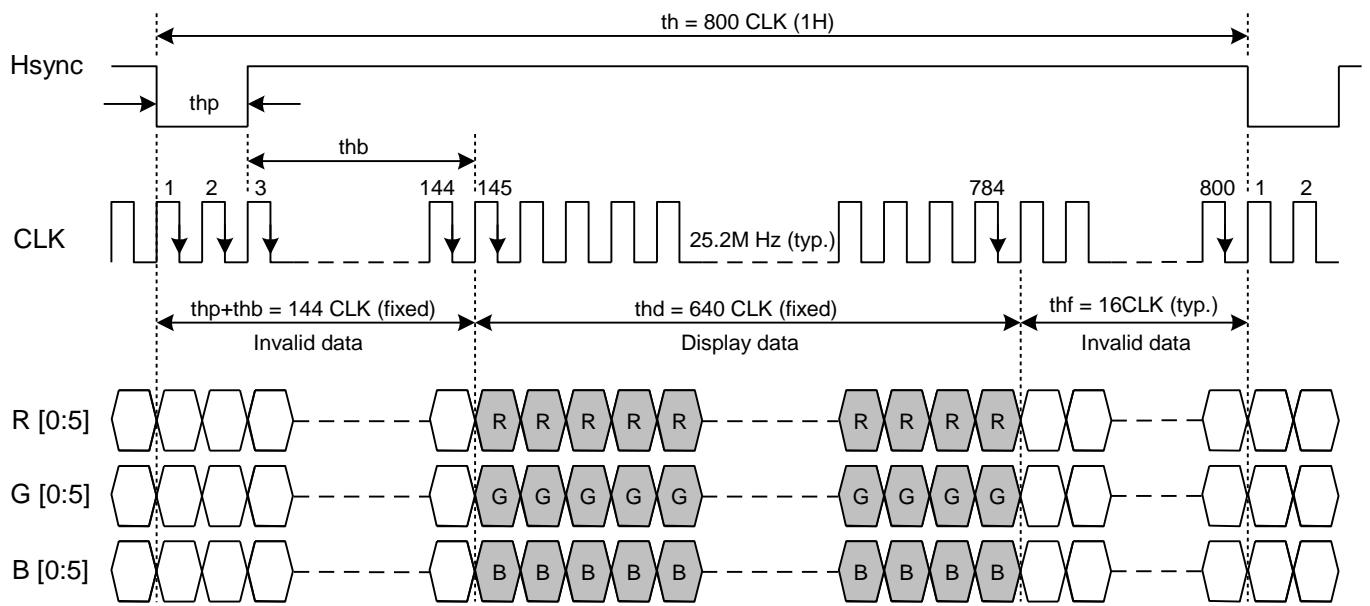 th = 800 CLK (1H)
Hsync
thp
thb
1 2 3 144 145 784 800 1 2
CLK
25.2M Hz (typ.)
thp+thb = 144 CLK (fixed) thd = 640 CLK (fixed) thf = 16CLK (typ.)
Invalid data Display data Invalid data
R [0:5] R R R R R R R R R
G [0:5] G G G G G G G G G
B [0:5] B B B B B B B B B